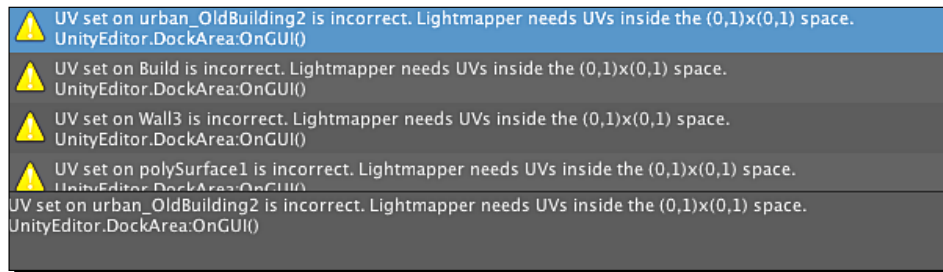 UV set on urban_OldBuilding2 is incorrect. Lightmapper needs UVs inside the (0,1)x(0,1) space.
UnityEditor.DockArea:OnGUI()
UV set on Build is incorrect. Lightmapper needs UVs inside the (0,1)x(0,1) space.
UnityEditor.DockArea:OnGUI()
UV set on Wall3 is incorrect. Lightmapper needs UVs inside the (0,1)x(0,1) space.
UnityEditor.DockArea:OnGUI()
UV set on polySurface1 is incorrect. Lightmapper needs UVs inside the (0,1)x(0,1) space.
UnityEditor.DockArea:OnGUI()
UV set on urban_OldBuilding2 is incorrect. Lightmapper needs UVs inside the (0,1)x(0,1) space.
UnityEditor.DockArea:OnGUI()